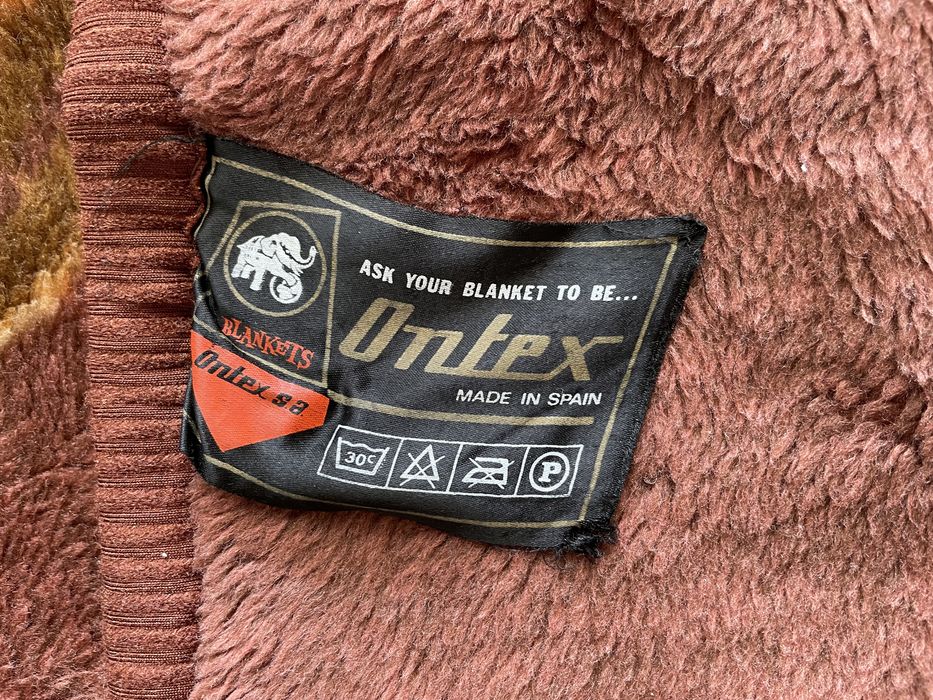 ASK YOUR BLANKET TO BE...
Ontex
MADE IN SPAIN
BLANKETS
Ontex s.a
30c
P